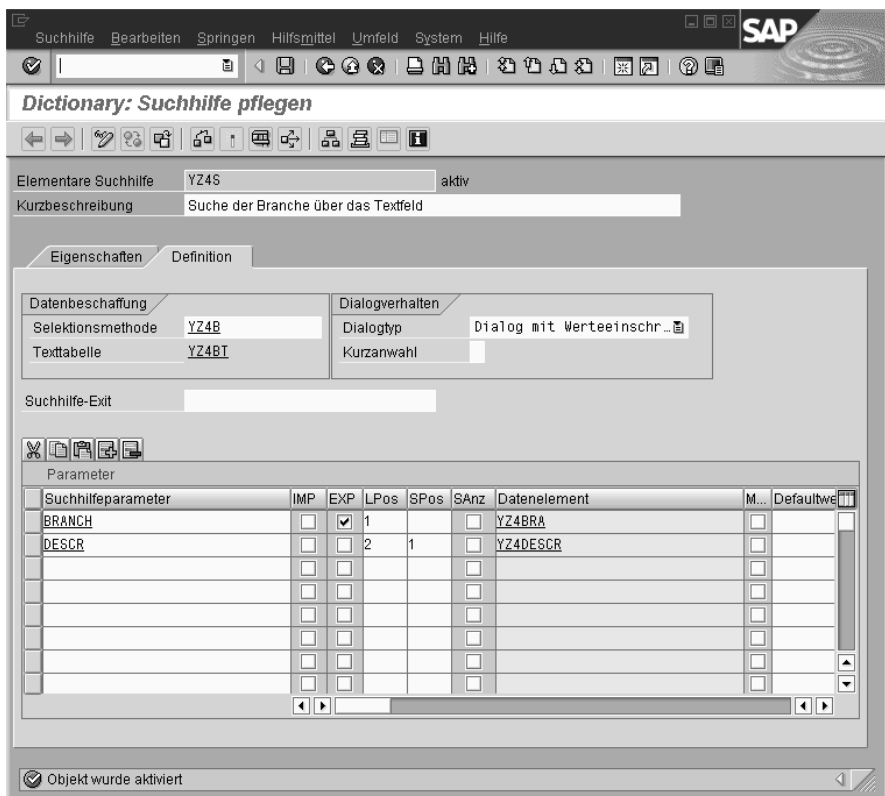 Suchhilfe Bearbeiten Springen Hilfsmittel Umfeld System Hilfe
SAP
Dictionary: Suchhilfe pflegen
Elementare Suchhilfe YZ4S aktiv
Kurzbeschreibung Suche der Branche über das Textfeld
Eigenschaften Definition
Datenbeschaffung Dialogverhalten
Selektionsmethode YZ4B Dialogtyp Dialog mit Werteeinschr…
Texttabelle YZ4BT Kurzanwahl
Suchhilfe-Exit
Parameter
Suchhilfeparameter IMP EXP LPos SPos SAnz Datenelement M... Defaultwe
BRANCH 1 YZ4BRA
DESCR 2 1 YZ4DESCR
Objekt wurde aktiviert